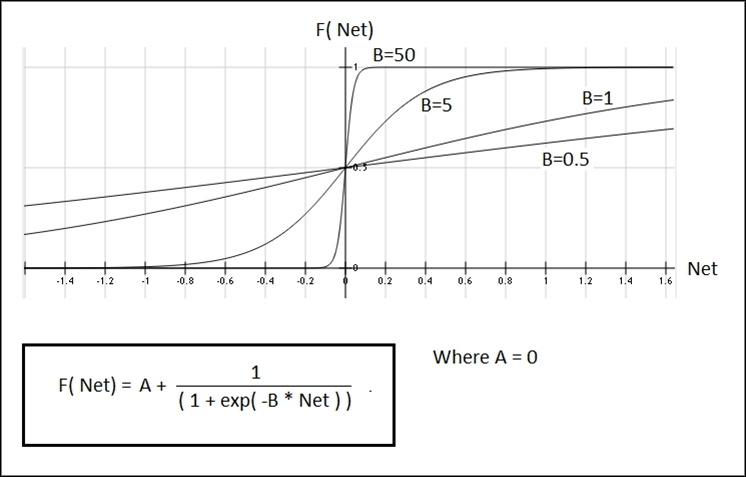 F( Net)
B=50
1
B=5
B=1
0.5
B=0.5
0
Net
-1.4 -1.2 -1 -0.8 -0.6 -0.4 -0.2 0 0.2 0.4 0.6 0.8 1 1.2 1.4 1.6
Where A = 0
F( Net) = A + 1
( 1 + exp( -B * Net ) ) .